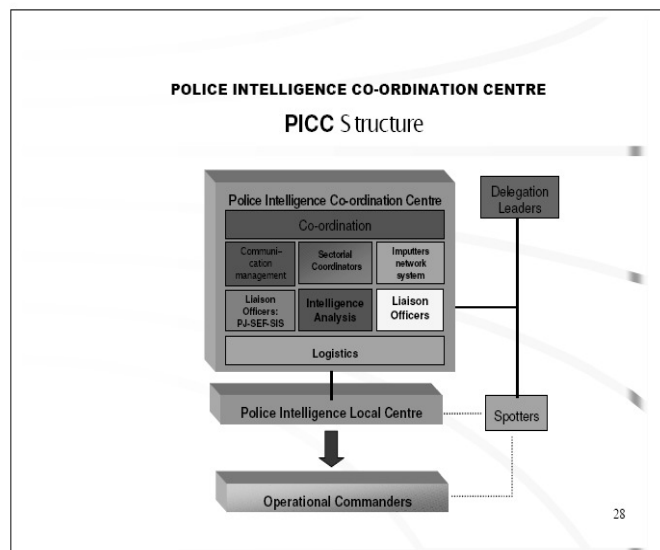 POLICE INTELLIGENCE CO-ORDINATION CENTRE
PICC Structure
Police Intelligence Co-ordination Centre
Co-ordination
Communi-
cation
management
Sectorial
Coordinators
Imputters
network
system
Liaison
Officers:
PJ-SEF-SIS
Intelligence
Analysis
Liaison
Officers
Logistics
Delegation
Leaders
Police Intelligence Local Centre
Spotters
Operational Commanders
28